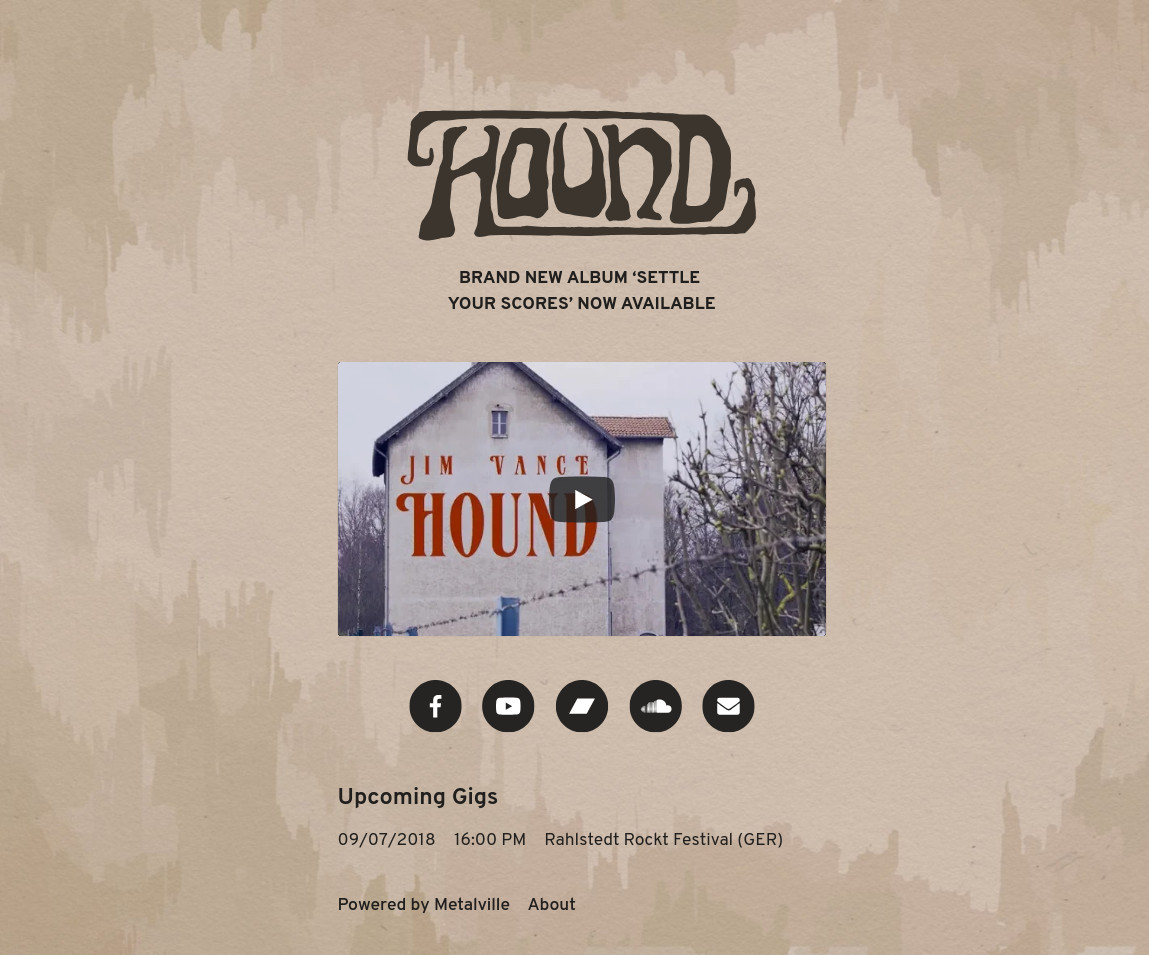 HOUND
BRAND NEW ALBUM ‘SETTLE
YOUR SCORES’ NOW AVAILABLE
JIM VANCE
HOUND
Upcoming Gigs
09/07/2018 16:00 PM Rahlstedt Rockt Festival (GER)
Powered by Metalville About